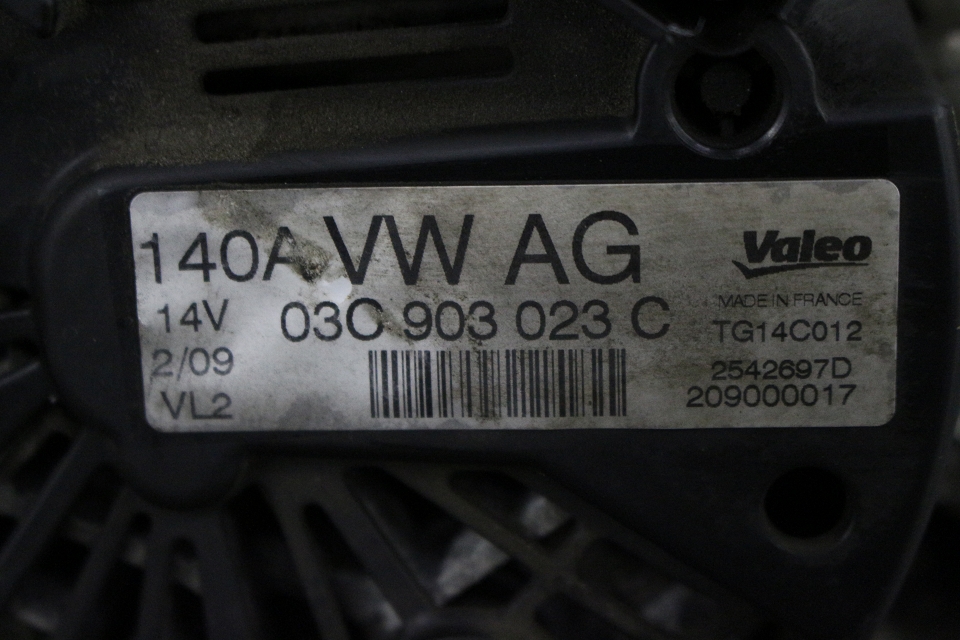 140A VW AG
Valeo
MADE IN FRANCE
14V 03C 903 023 C TG14C012
2/09 2542697D
VL2 209000017